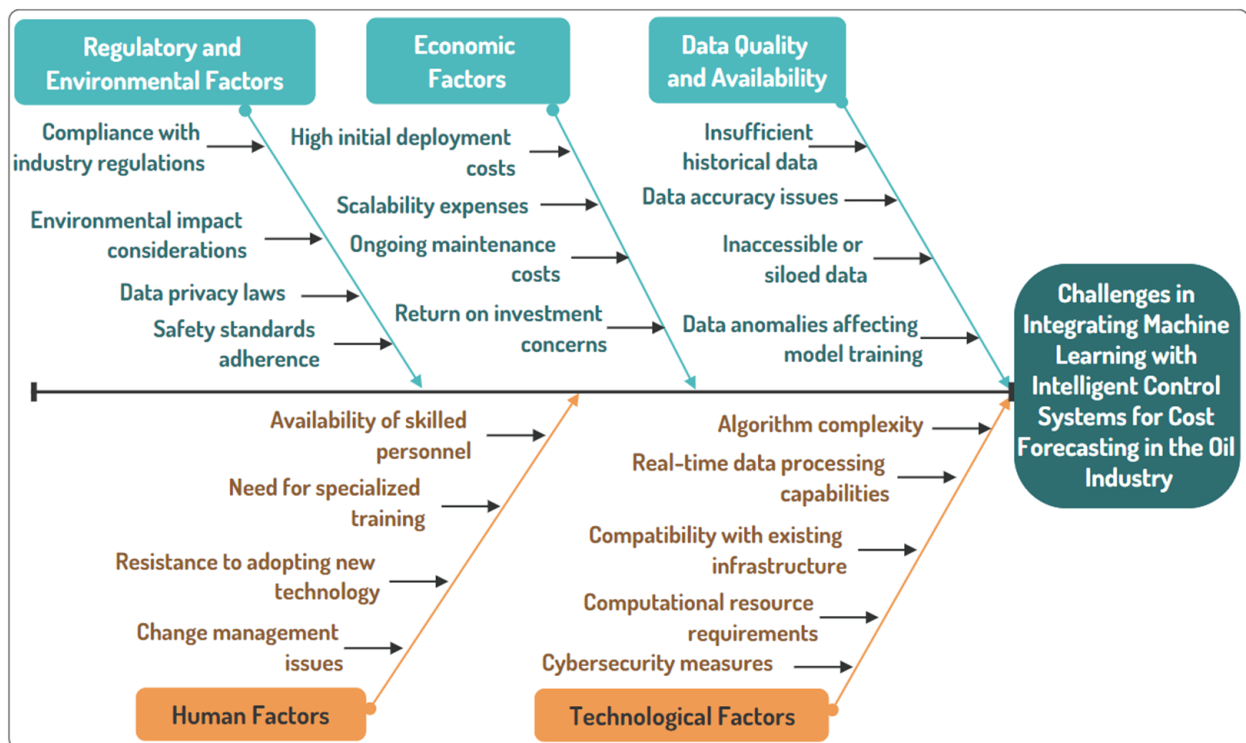 Regulatory and
Environmental Factors
Compliance with
industry regulations
Environmental impact
considerations
Data privacy laws
Safety standards
adherence
Economic
Factors
High initial deployment
costs
Scalability expenses
Ongoing maintenance
costs
Return on investment
concerns
Data Quality
and Availability
Insufficient
historical data
Data accuracy issues
Inaccessible or
siloed data
Data anomalies affecting
model training
Challenges in
Integrating Machine
Learning with
Intelligent Control
Systems for Cost
Forecasting in the Oil
Industry
Availability of skilled
personnel
Need for specialized
training
Resistance to adopting new
technology
Change management
issues
Human Factors
Algorithm complexity
Real-time data processing
capabilities
Compatibility with existing
infrastructure
Computational resource
requirements
Cybersecurity measures
Technological Factors